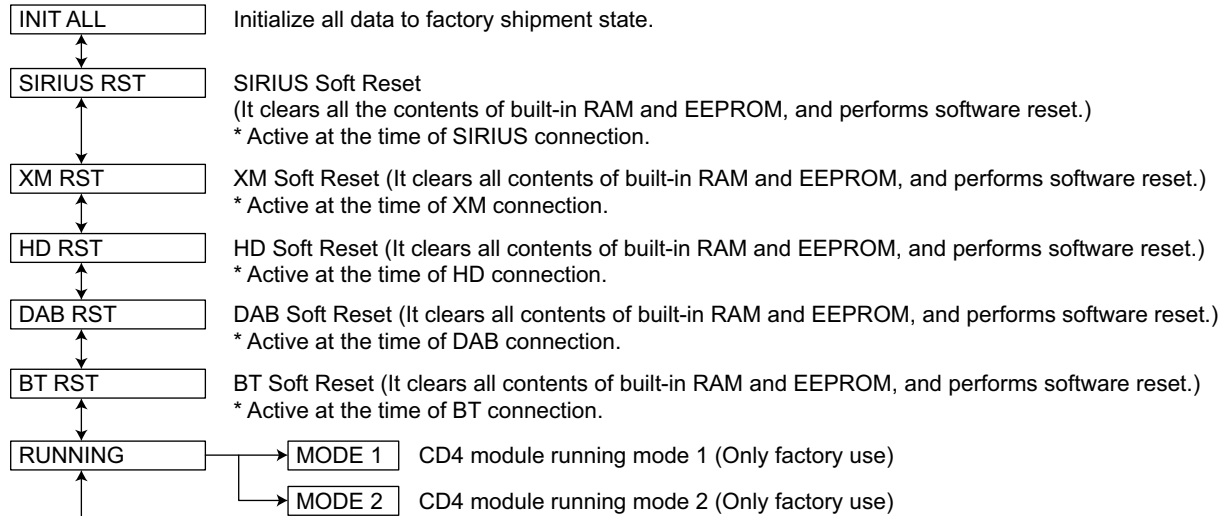 INIT ALL Initialize all data to factory shipment state.
SIRIUS RST SIRIUS Soft Reset
(It clears all the contents of built-in RAM and EEPROM, and performs software reset.)
* Active at the time of SIRIUS connection.
XM RST XM Soft Reset (It clears all contents of built-in RAM and EEPROM, and performs software reset.)
* Active at the time of XM connection.
HD RST HD Soft Reset (It clears all contents of built-in RAM and EEPROM, and performs software reset.)
* Active at the time of HD connection.
DAB RST DAB Soft Reset (It clears all contents of built-in RAM and EEPROM, and performs software reset.)
* Active at the time of DAB connection.
BT RST BT Soft Reset (It clears all contents of built-in RAM and EEPROM, and performs software reset.)
* Active at the time of BT connection.
RUNNING MODE 1 CD4 module running mode 1 (Only factory use)
MODE 2 CD4 module running mode 2 (Only factory use)